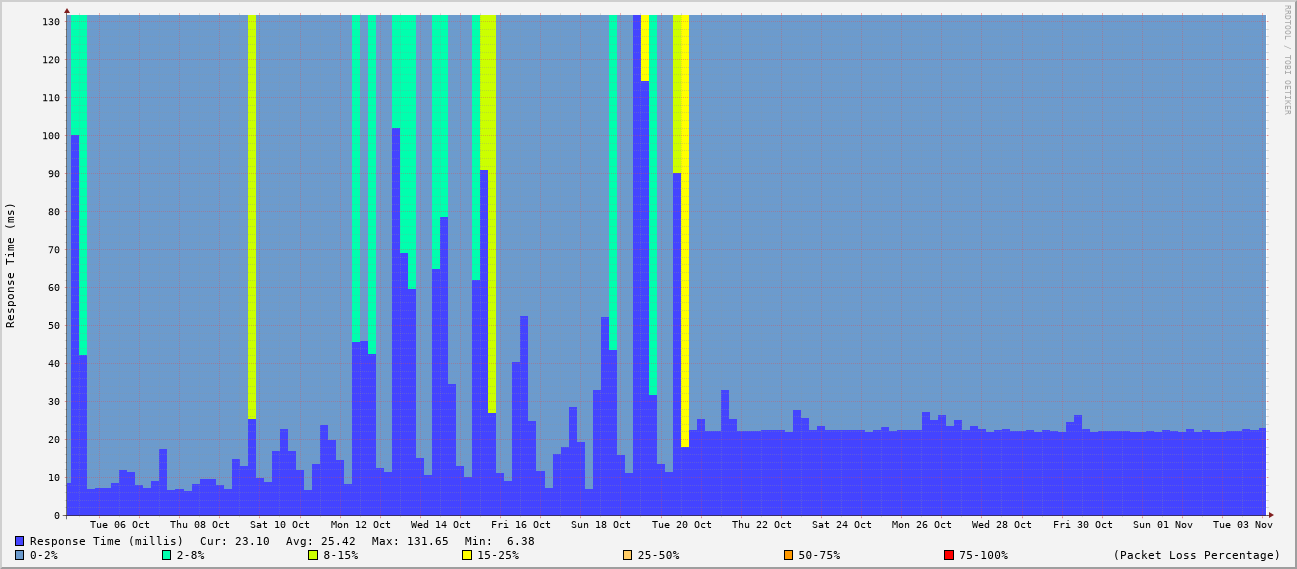 130
120
110
100
90
80
70
60
50
40
30
20
10
0
Response Time (ms)
RRDTOOL / TOBI OETIKER
Tue 06 Oct Thu 08 Oct Sat 10 Oct Mon 12 Oct Wed 14 Oct Fri 16 Oct Sun 18 Oct Tue 20 Oct Thu 22 Oct Sat 24 Oct Mon 26 Oct Wed 28 Oct Fri 30 Oct Sun 01 Nov Tue 03 Nov
Response Time (millis) Cur: 23.10 Avg: 25.42 Max: 131.65 Min: 6.38
0-2% 2-8% 8-15% 15-25% 25-50% 50-75% 75-100% (Packet Loss Percentage)